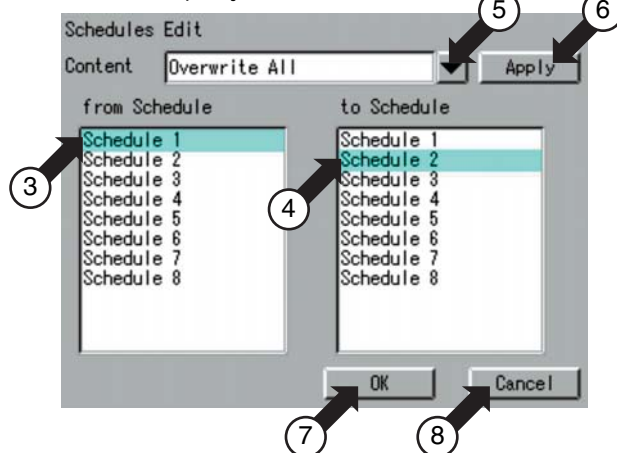 5
6
Schedules Edit
Content Overwrite All Apply
from Schedule to Schedule
Schedule 1 Schedule 1
Schedule 2 Schedule 2
Schedule 3 Schedule 3
Schedule 4 Schedule 4
Schedule 5 Schedule 5
Schedule 6 Schedule 6
Schedule 7 Schedule 7
Schedule 8 Schedule 8
3
4
OK Cancel
7
8